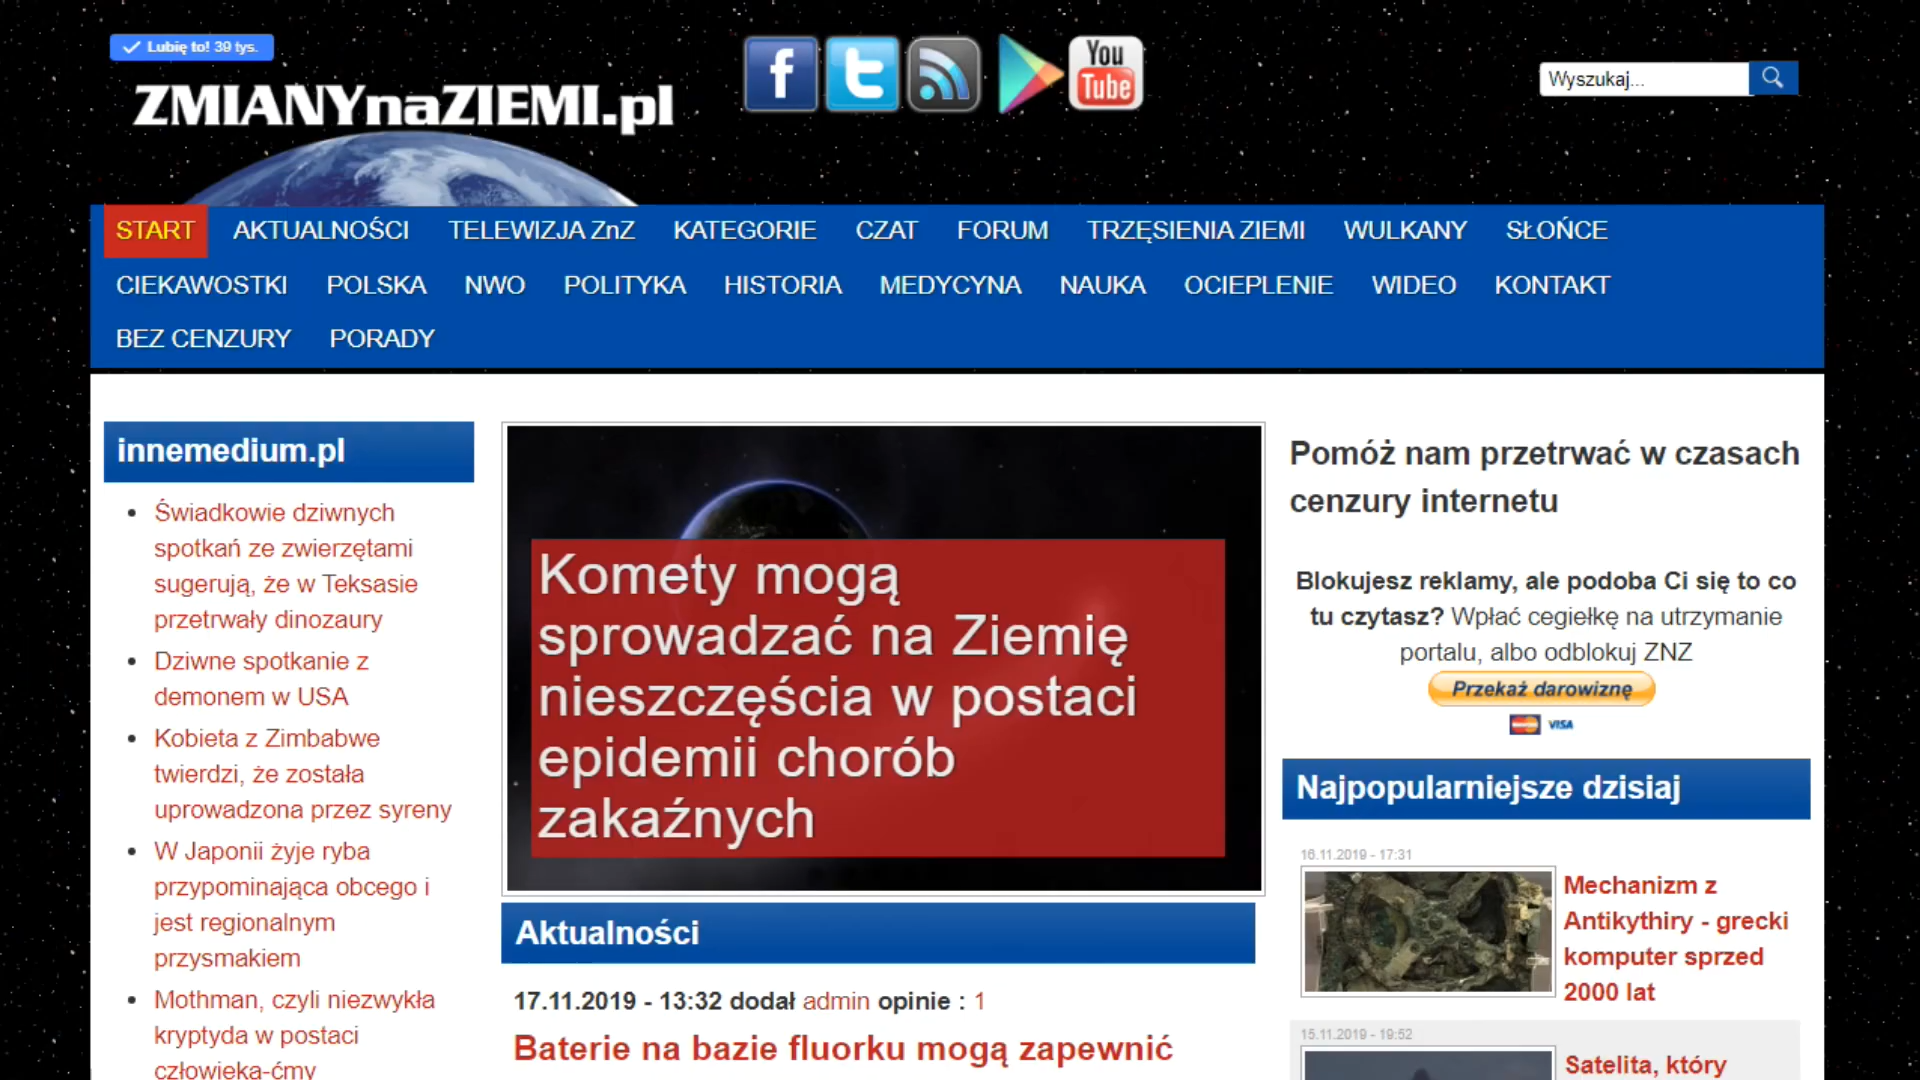 Lubię to! 39 tys.
ZMIANYnaZIEMI.pl
You
Tube
Wyszukaj...
START AKTUALNOŚCI TELEWIZJA ZnZ KATEGORIE CZAT FORUM TRZĘSIENIA ZIEMI WULKANY SŁOŃCE
CIEKAWOSTKI POLSKA NWO POLITYKA HISTORIA MEDYCYNA NAUKA OCIEPLENIE WIDEO KONTAKT
BEZ CENZURY PORADY
innemedium.pl
Świadkowie dziwnych
spotkań ze zwierzętami
sugerują, że w Teksasie
przetrwały dinozaury
Dziwne spotkanie z
demonem w USA
Kobieta z Zimbabwe
twierdzi, że została
uprowadzona przez syreny
W Japonii żyje ryba
przypominająca obcego i
jest regionalnym
przysmakiem
Mothman, czyli niezwykła
kryptyda w postaci
człowieka-ćmy
Komety mogą
sprowadzać na Ziemię
nieszczęścia w postaci
epidemii chorób
zakaźnych
Aktualności
17.11.2019 - 13:32 dodał admin opinie : 1
Baterie na bazie fluorku mogą zapewnić
Pomóż nam przetrwać w czasach
cenzury internetu
Blokujesz reklamy, ale podoba Ci się to co
tu czytasz? Wpłać cegiełkę na utrzymanie
portalu, albo odblokuj ZNZ
Przekaż darowiznę
VISA
Najpopularniejsze dzisiaj
16.11.2019 - 17:31
Mechanizm z
Antikythiry - grecki
komputer sprzed
2000 lat
15.11.2019 - 19:52
Satelita, który